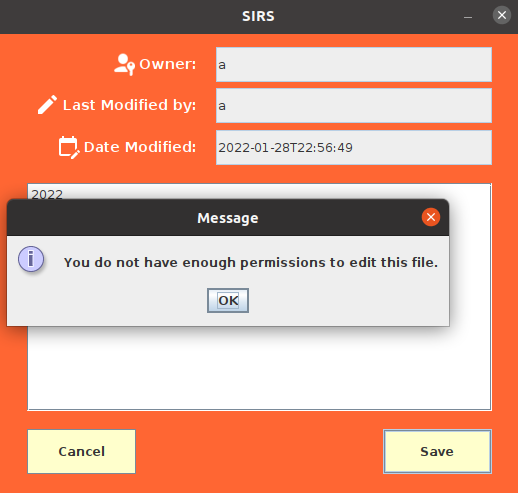 SIRS
Owner: a
Last Modified by: a
Date Modified: 2022-01-28T22:56:49
2022
Message
You do not have enough permissions to edit this file.
OK
Cancel Save